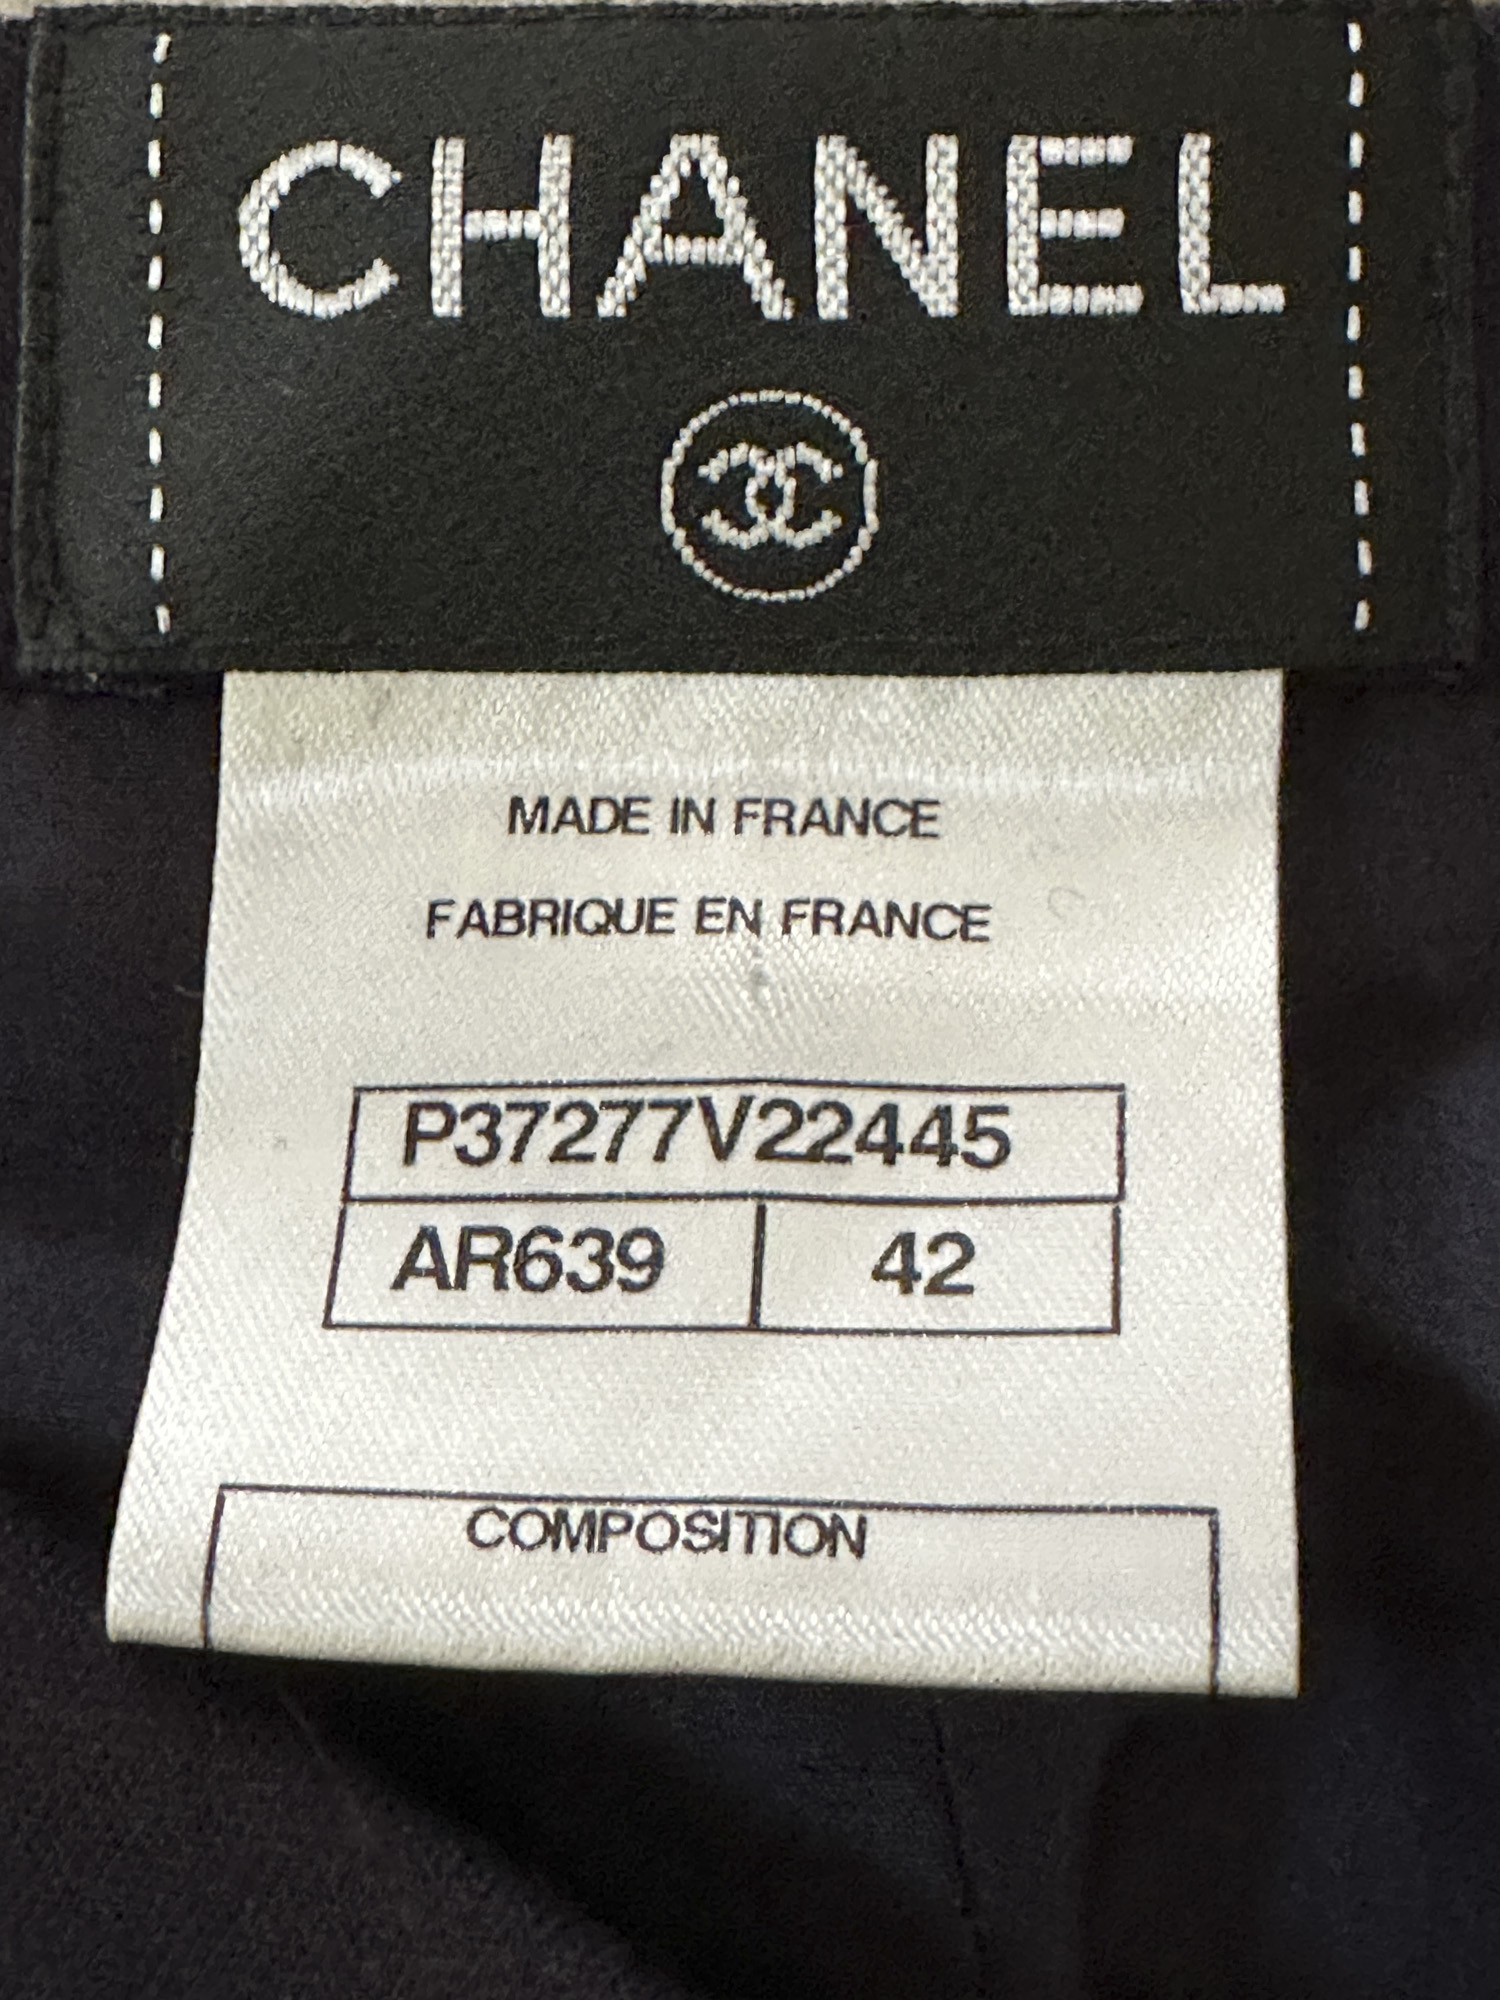 CHANEL
MADE IN FRANCE
FABRIQUE EN FRANCE
P37277V22445
AR639 42
COMPOSITION